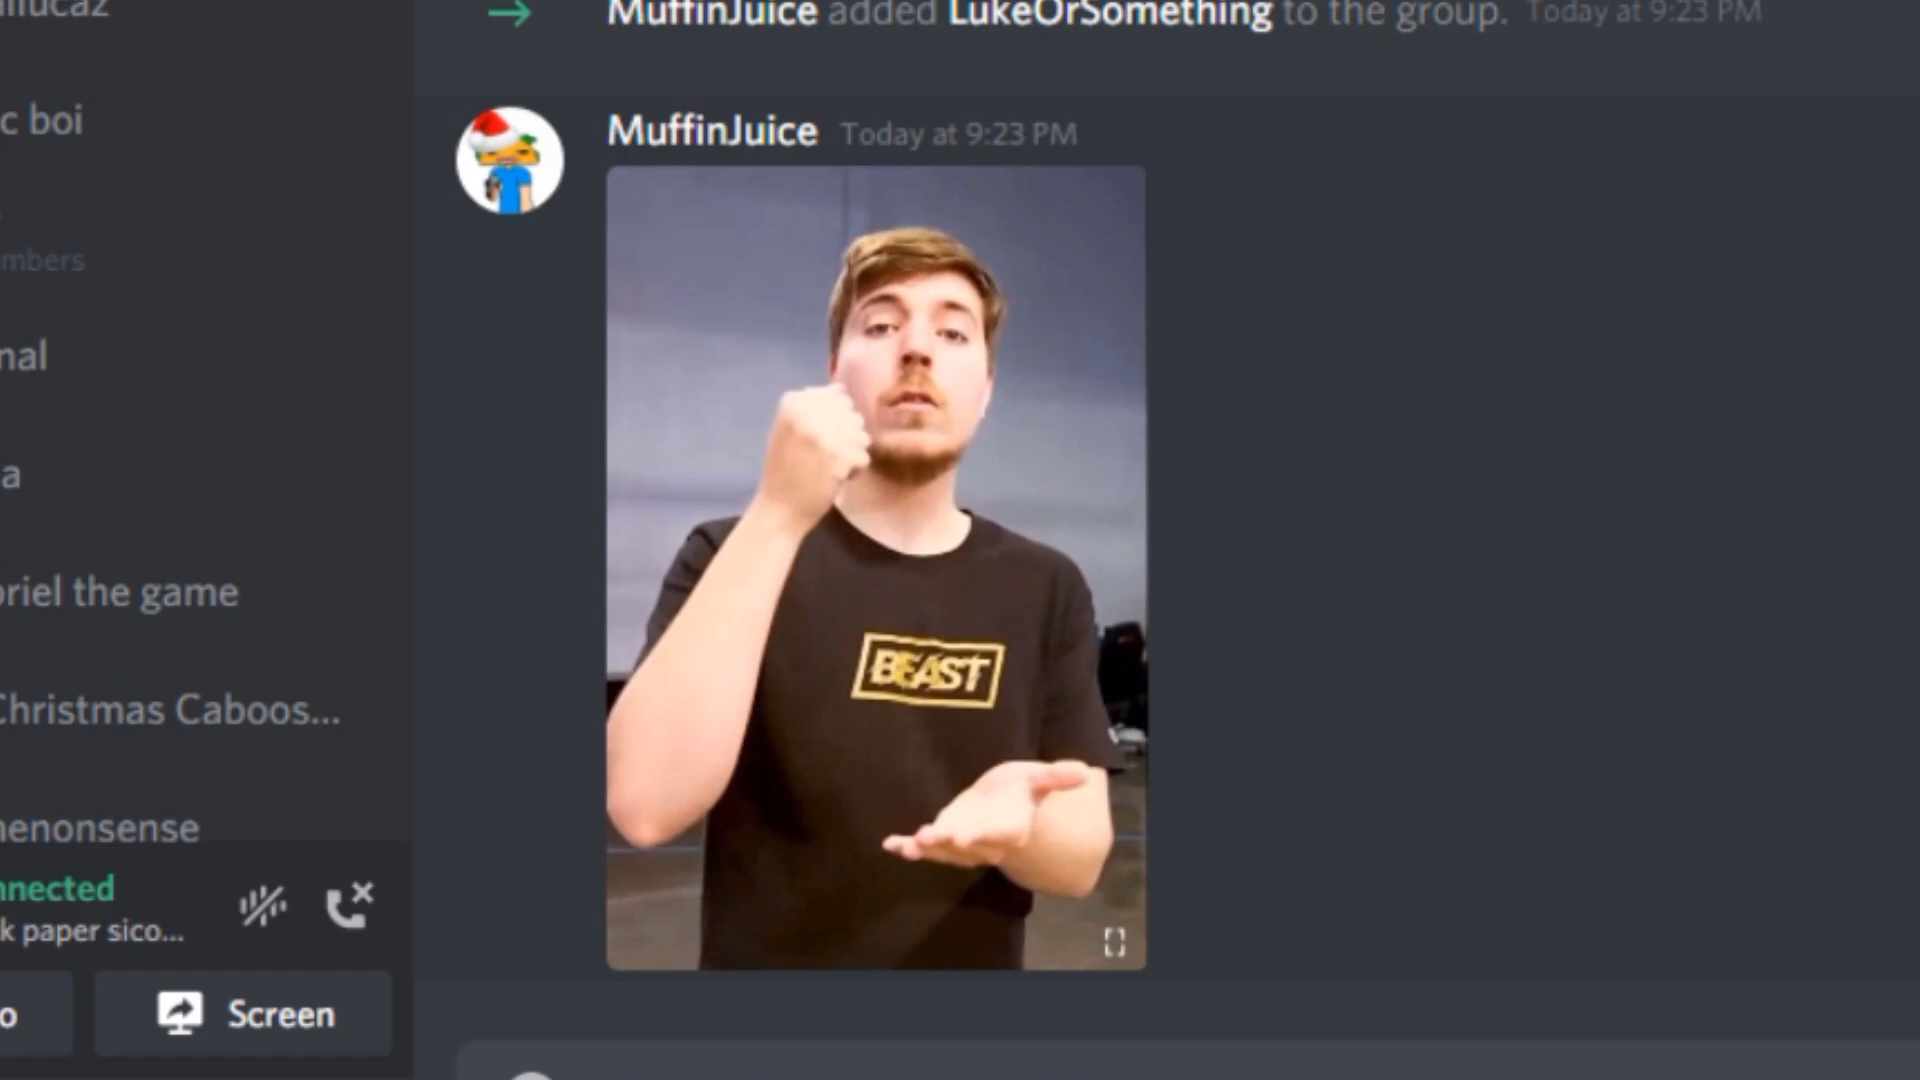 MuffinJuice added LukeOrSomething to the group. Today at 9:23 PM
c boi
MuffinJuice Today at 9:23 PM
mbers
nal
a
riel the game
BEAST
Christmas Caboos...
enonsense
nnected
k paper sico...
o
Screen